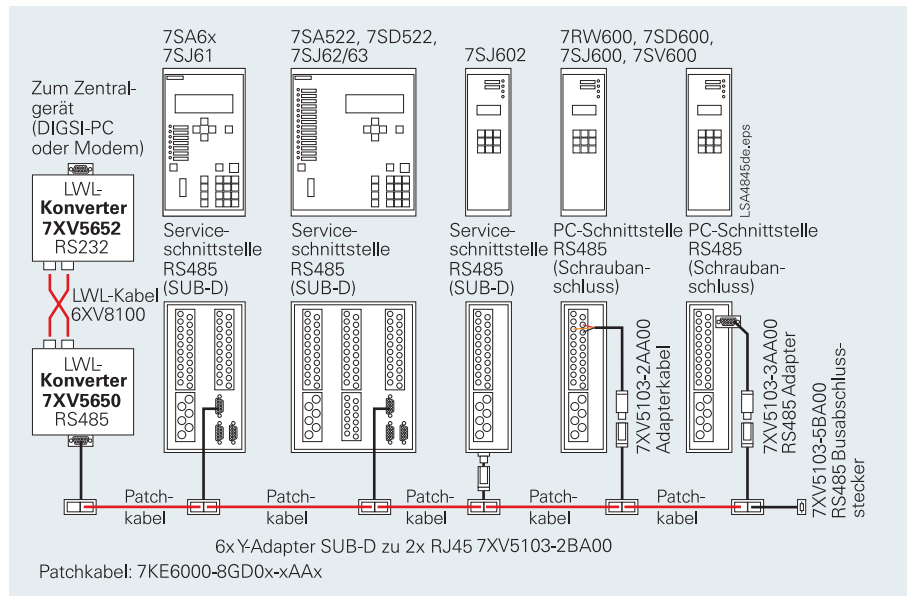 7SA6x
7SJ61
7SA522, 7SD522,
7SJ62/63
7SJ602
7RW600, 7SD600,
7SJ600, 7SV600
Zum Zentral-
gerät
(DIGSI-PC
oder Modem)
LWL-
Konverter
7XV5652
RS232
LWL-Kabel
6XV8100
LWL-
Konverter
7XV5650
RS485
LSA4845de.eps
Service-
schnittstelle
RS485
(SUB-D)
Service-
schnittstelle
RS485
(SUB-D)
Service-
schnittstelle
RS485
(SUB-D)
PC-Schnittstelle
RS485
(Schrauban-
schluss)
PC-Schnittstelle
RS485
(Schrauban-
schluss)
7XV5103-2AA00
Adapterkabel
7XV5103-3AA00
RS485 Adapter
7XV5103-5BA00
RS485 Busabschluss-
stecker
Patch-
kabel
Patch-
kabel
Patch-
kabel
Patch-
kabel
Patch-
kabel
6x Y-Adapter SUB-D zu 2x RJ45 7XV5103-2BA00
Patchkabel: 7KE6000-8GD0x-xAAx